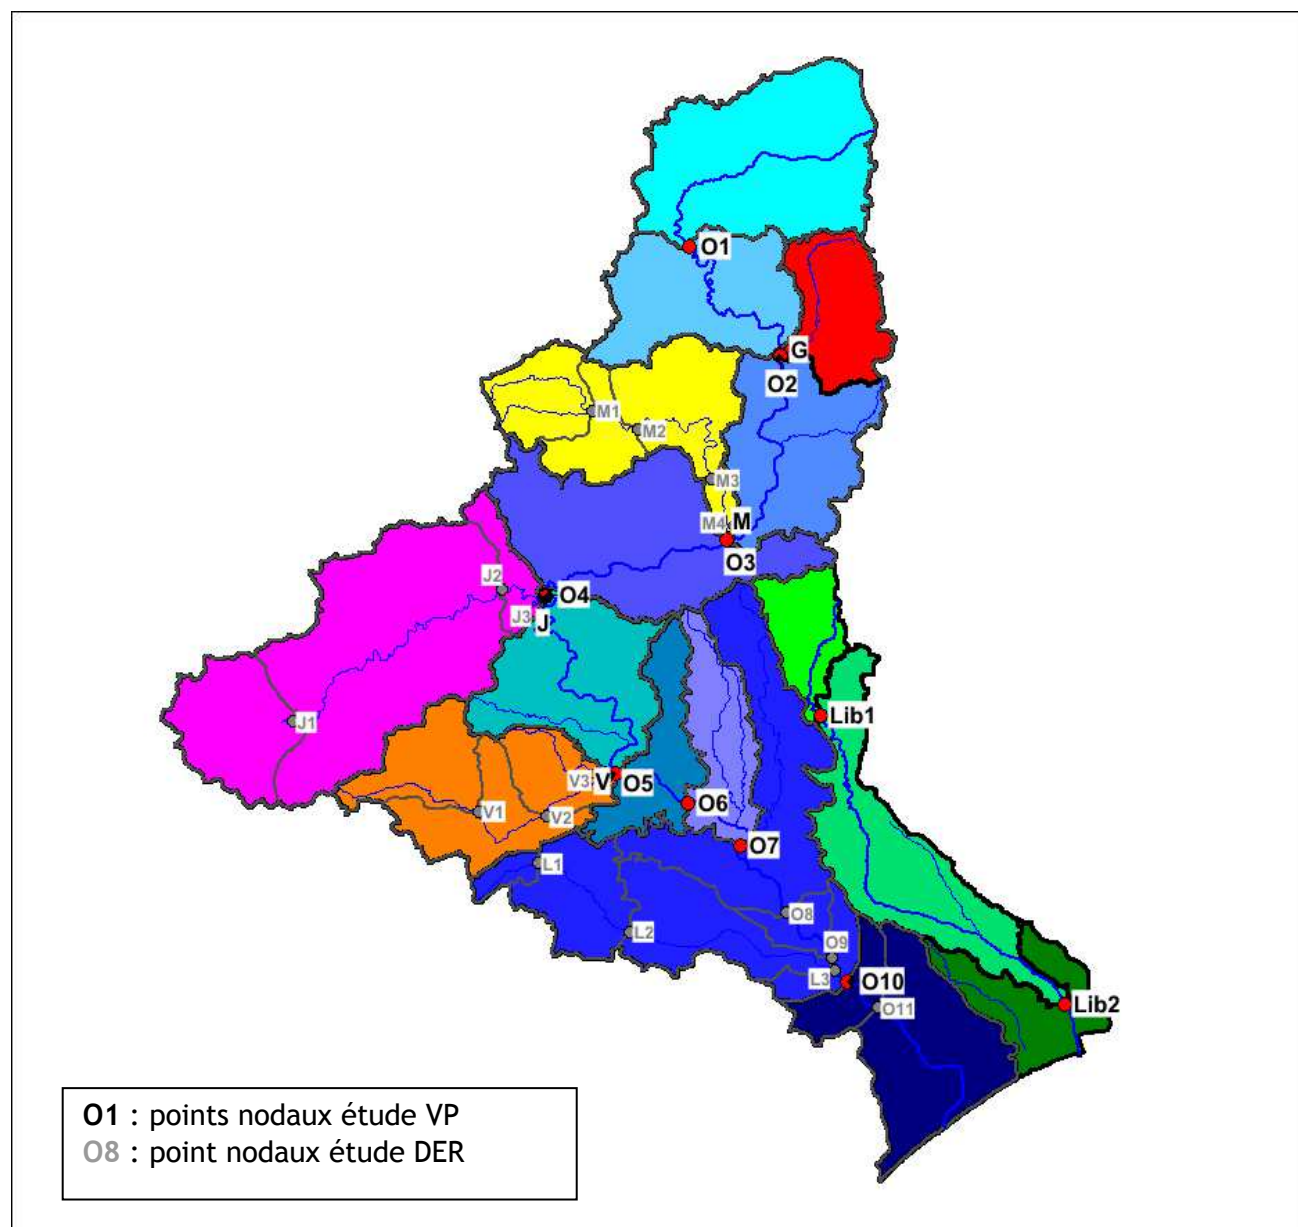 O1
G
O2
M1
M2
M3
M
M4
O3
J2
O4
J3
J
Lib1
J1
V3
V
O5
O6
V1
V2
O7
L1
O8
L2
O9
L3
O10
Lib2
O11
O1 : points nodaux étude VP
O8 : point nodaux étude DER